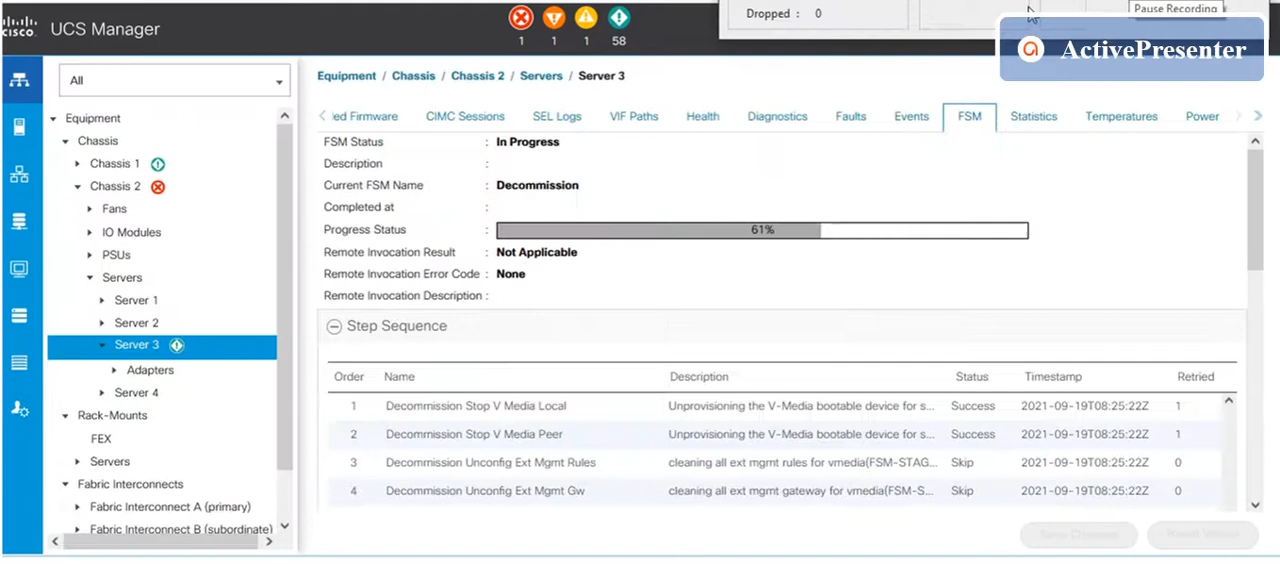 Dropped : 0
Pause Recording
ActivePresenter
CISCO UCS Manager
1 1 1 58
All
Equipment / Chassis / Chassis 2 / Servers / Server 3
ed Firmware CIMC Sessions SEL Logs VIF Paths Health Diagnostics Faults Events FSM Statistics Temperatures Power
Equipment
Chassis
Chassis 1
Chassis 2
Fans
IO Modules
PSUs
Servers
Server 1
Server 2
Server 3
Adapters
Server 4
Rack-Mounts
FEX
Servers
Fabric Interconnects
Fabric Interconnect A (primary)
Fabric Interconnect B (subordinate)
FSM Status : In Progress
Description :
Current FSM Name : Decommission
Completed at :
Progress Status : 61%
Remote Invocation Result : Not Applicable
Remote Invocation Error Code : None
Remote Invocation Description :
Step Sequence
Order Name Description Status Timestamp Retried
1 Decommission Stop V Media Local Unprovisioning the V-Media bootable device for s... Success 2021-09-19T08:25:22Z 1
2 Decommission Stop V Media Peer Unprovisioning the V-Media bootable device for s... Success 2021-09-19T08:25:22Z 1
3 Decommission Unconfig Ext Mgmt Rules cleaning all ext mgmt rules for vmedia(FSM-STAG... Skip 2021-09-19T08:25:22Z 0
4 Decommission Unconfig Ext Mgmt Gw cleaning all ext mgmt gateway for vmedia(FSM-S... Skip 2021-09-19T08:25:22Z 0
Save Changes Reset Values